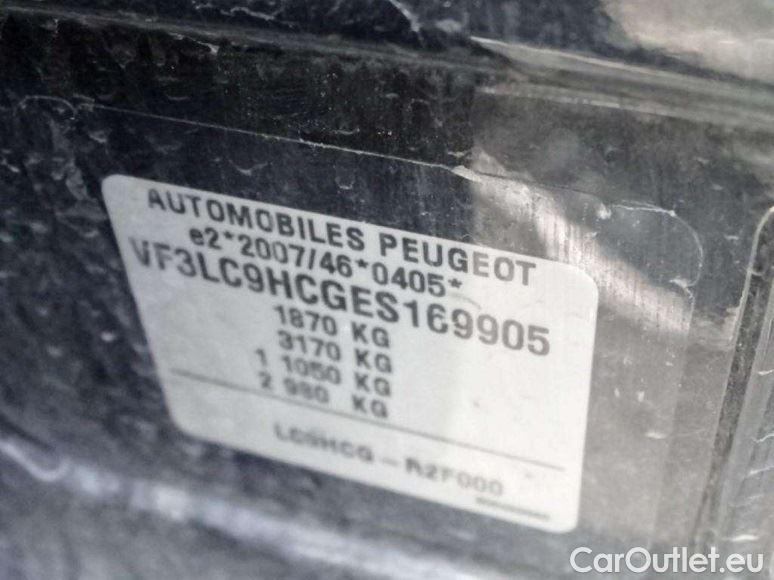 AUTOMOBILES PEUGEOT
e2*2007/46*0405*
VF3LC9HCGES169905
1870 KG
3170 KG
1 1050 KG
2 980 KG
LC9HCG - R2F000
CarOutlet.eu